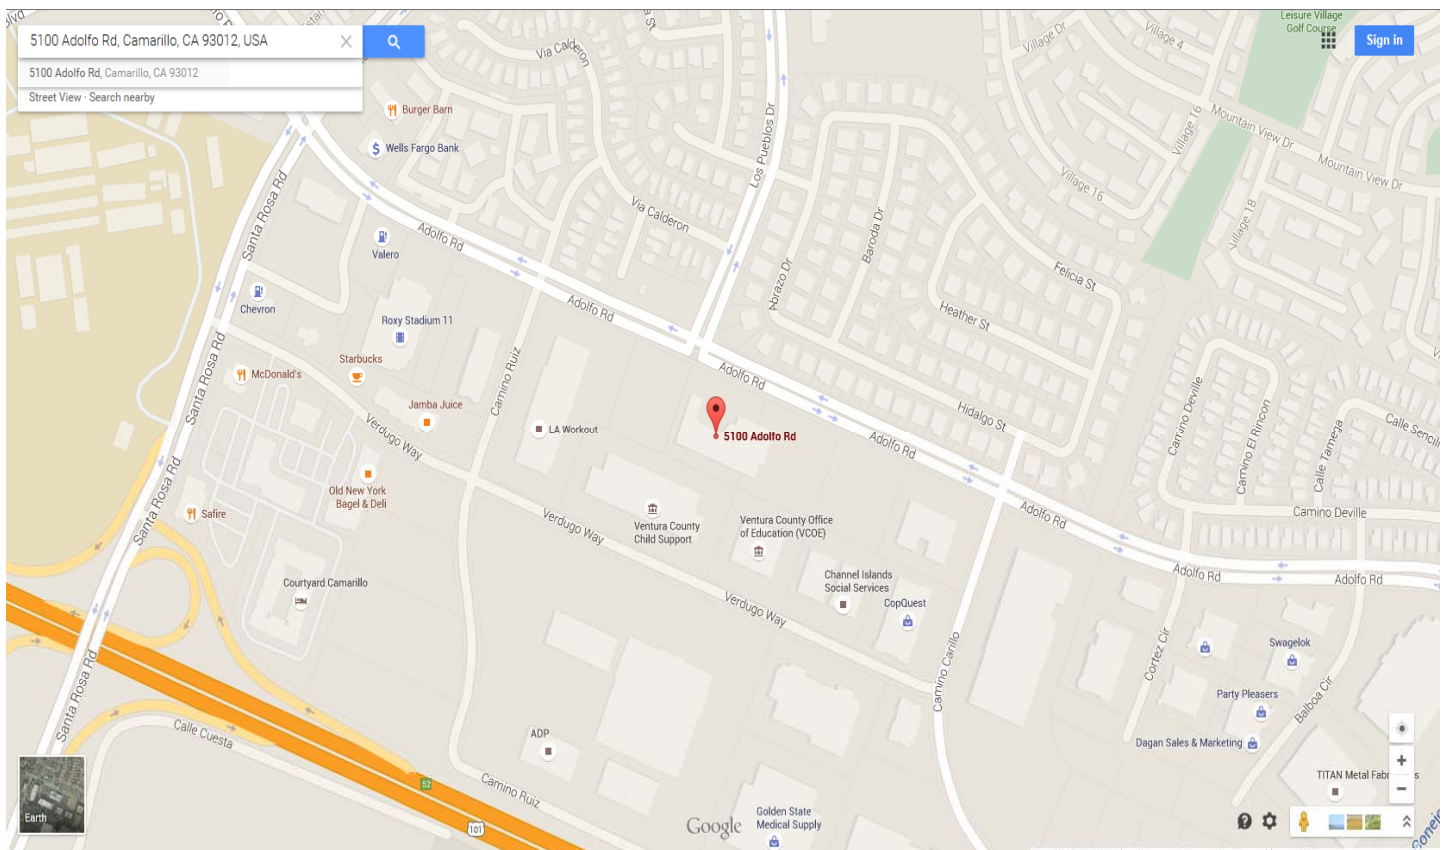 Blvd
5100 Adolfo Rd, Camarillo, CA 93012, USA
5100 Adolfo Rd, Camarillo, CA 93012
Street View · Search nearby
Sign in
Leisure Village
Golf Course
Village Dr
Village 4
Via Calderon
Burger Barn
Wells Fargo Bank
Los Pueblos Dr
Village 16
Mountain View Dr
Mountain View Dr
Village 16
Santa Rosa Rd
Via Calderon
Adolfo Rd
Baroda Dr
Village 18
Valero
Abrazo Dr
Felicia St
Chevron
Adolfo Rd
Heather St
Roxy Stadium 11
Santa Rosa Rd
Starbucks
McDonald's
Camino Ruiz
Adolfo Rd
Jamba Juice
Hidalgo St
Camino Deville
Camino El Rincon
Calle Tamega
Verdugo Way
LA Workout
5100 Adolfo Rd
Adolfo Rd
Santa Rosa Rd
Old New York
Bagel & Deli
Safire
Verdugo Way
Ventura County
Child Support
Ventura County Office
of Education (VCOE)
Adolfo Rd
Camino Deville
Courtyard Camarillo
Channel Islands
Social Services
CopQuest
Adolfo Rd
Adolfo Rd
Verdugo Way
Santa Rosa Rd
Camino Carillo
Cortez Cir
Swagelok
Party Pleasers
Balboa Cir
Calle Cuesta
ADP
Dagan Sales & Marketing
52
Camino Ruiz
TITAN Metal
Earth
101
Google
Golden State
Medical Supply